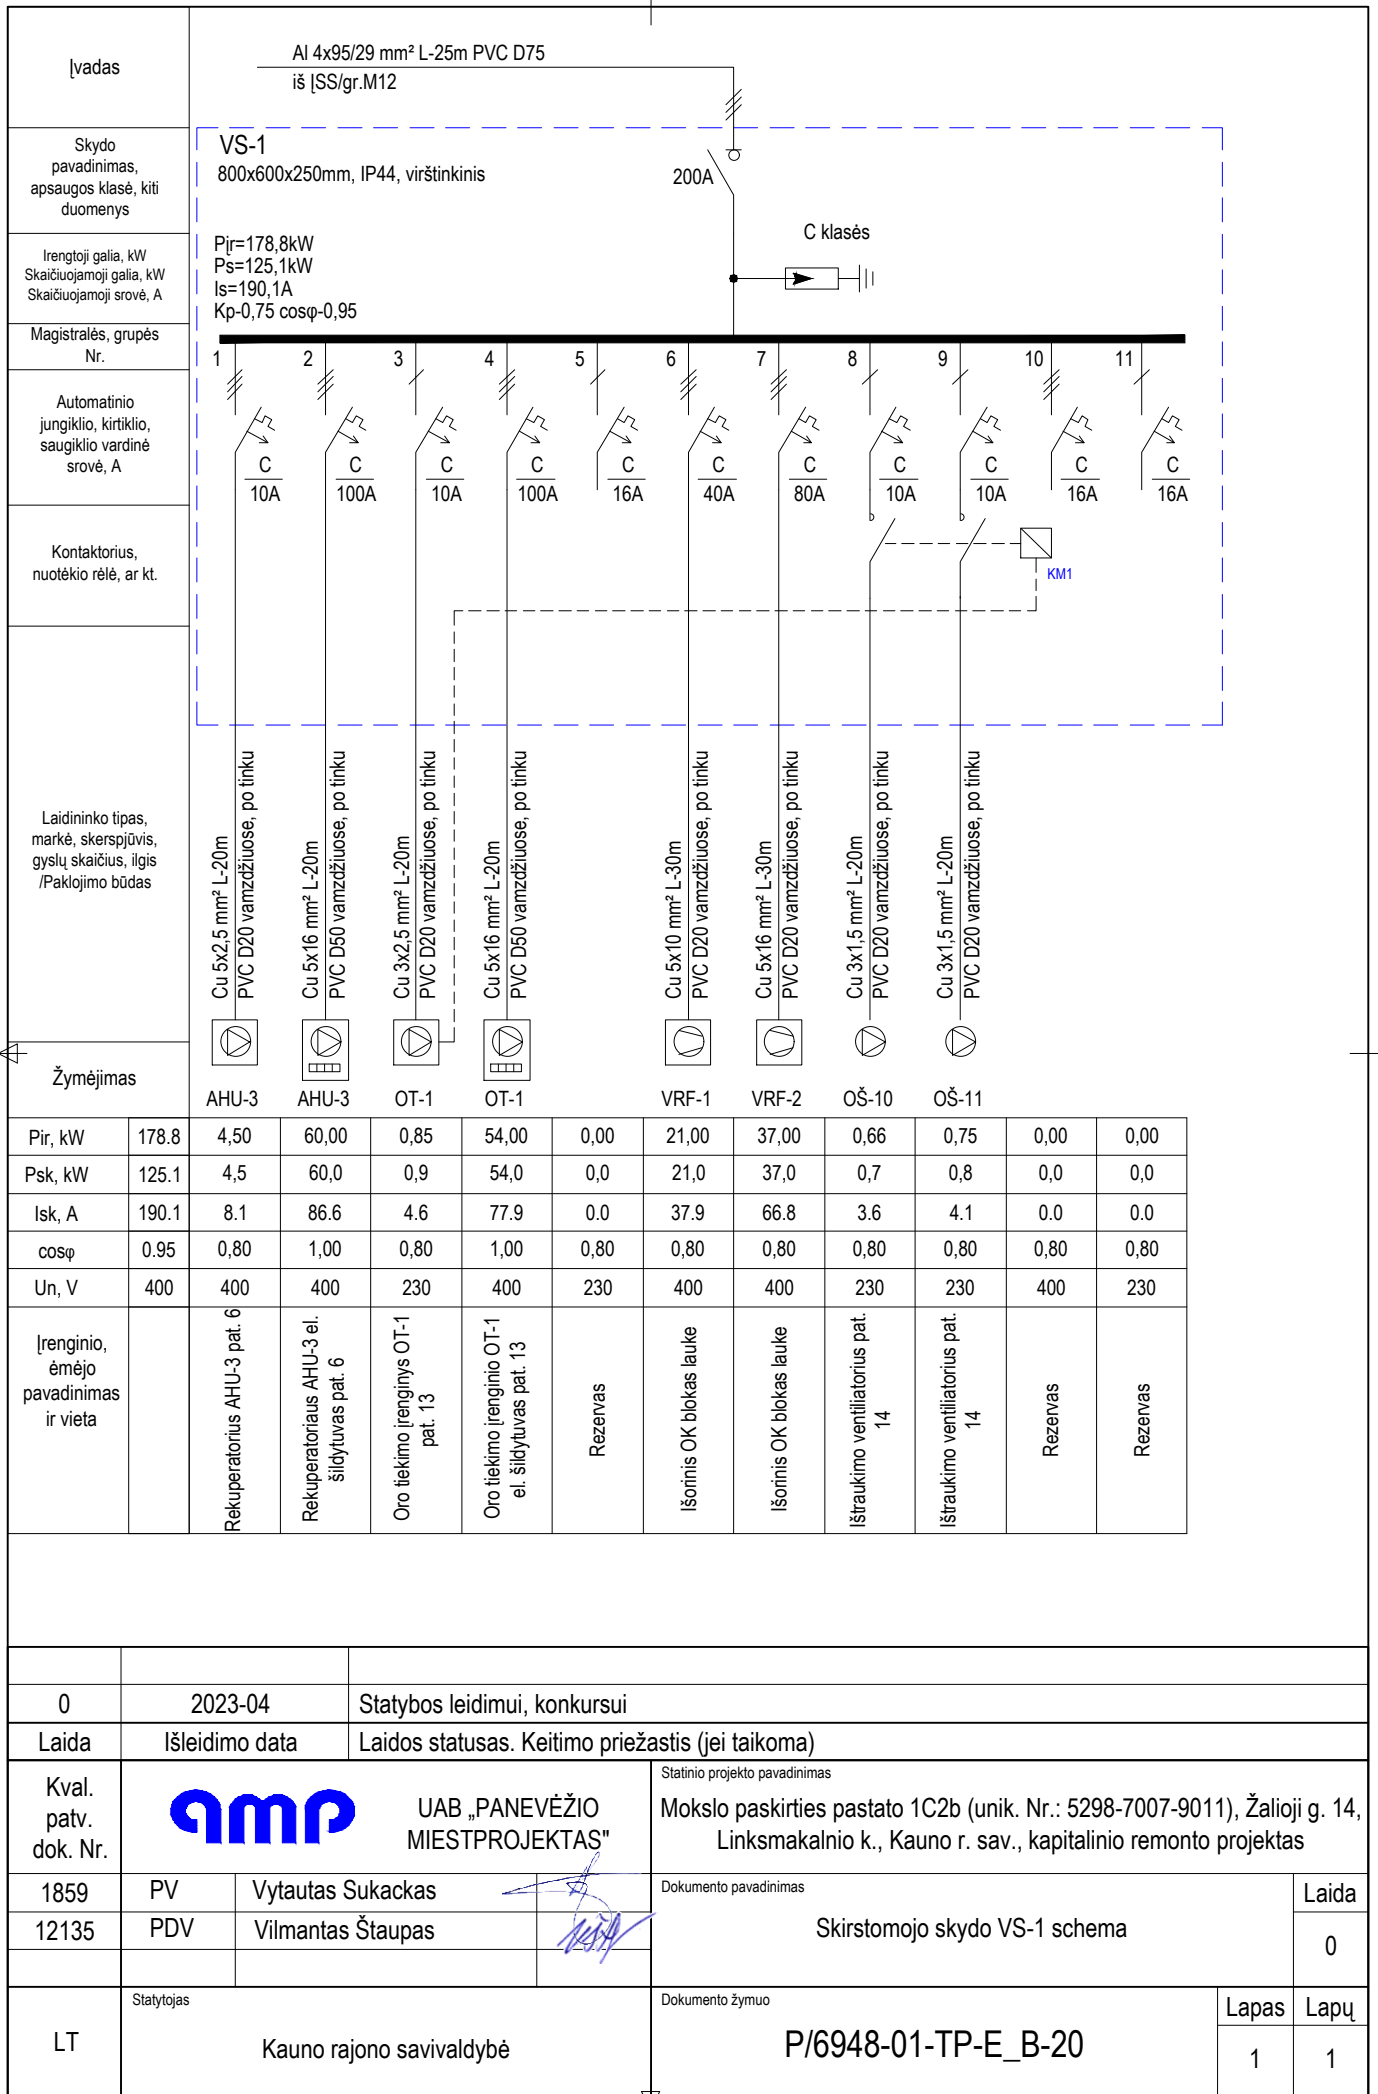 Įvadas
Al 4x95/29 mm² L-25m PVC D75
iš ĮSS/gr.M12
Skydo
pavadinimas,
apsaugos klasė, kiti
duomenys
VS-1
800x600x250mm, IP44, virštinkinis
200A
C klasės
Irengtoji galia, kW
Skaičiuojamoji galia, kW
Skaičiuojamoji srovė, A
Pįr=178,8kW
Ps=125,1kW
Is=190,1A
Kp-0,75 cosφ-0,95
Magistralės, grupės
Nr.
1 2 3 4 5 6 7 8 9 10 11
Automatinio
jungiklio, kirtiklio,
saugiklio vardinė
srovė, A
C C C C C C C C C C C
10A 100A 10A 100A 16A 40A 80A 10A 10A 16A 16A
Kontaktorius,
nuotėkio rėlė, ar kt.
KM1
Laidininko tipas,
markė, skerspjūvis,
gyslų skaičius, ilgis
/Paklojimo būdas
Cu 5x2,5 mm² L-20m
PVC D20 vamzdžiuose, po tinku
Cu 5x16 mm² L-20m
PVC D50 vamzdžiuose, po tinku
Cu 3x2,5 mm² L-20m
PVC D20 vamzdžiuose, po tinku
Cu 5x16 mm² L-20m
PVC D50 vamzdžiuose, po tinku
Cu 5x10 mm² L-30m
PVC D20 vamzdžiuose, po tinku
Cu 5x16 mm² L-30m
PVC D20 vamzdžiuose, po tinku
Cu 3x1,5 mm² L-20m
PVC D20 vamzdžiuose, po tinku
Cu 3x1,5 mm² L-20m
PVC D20 vamzdžiuose, po tinku
Žymėjimas
AHU-3 AHU-3 OT-1 OT-1 VRF-1 VRF-2 OŠ-10 OŠ-11
Pir, kW 178.8 4,50 60,00 0,85 54,00 0,00 21,00 37,00 0,66 0,75 0,00 0,00
Psk, kW 125.1 4,5 60,0 0,9 54,0 0,0 21,0 37,0 0,7 0,8 0,0 0,0
Isk, A 190.1 8.1 86.6 4.6 77.9 0.0 37.9 66.8 3.6 4.1 0.0 0.0
cosφ 0.95 0,80 1,00 0,80 1,00 0,80 0,80 0,80 0,80 0,80 0,80 0,80
Un, V 400 400 400 230 400 230 400 400 230 230 400 230
Įrenginio,
ėmėjo
pavadinimas
ir vieta
Rekuperatorius AHU-3 pat. 6
Rekuperatoriaus AHU-3 el.
šildytuvas pat. 6
Oro tiekimo įrenginys OT-1
pat. 13
Oro tiekimo įrenginio OT-1
el. šildytuvas pat. 13
Rezervas
Išorinis OK blokas lauke
Išorinis OK blokas lauke
Ištraukimo ventiliatorius pat.
14
Ištraukimo ventiliatorius pat.
14
Rezervas
Rezervas
0 2023-04 Statybos leidimui, konkursui
Laida Išleidimo data Laidos statusas. Keitimo priežastis (jei taikoma)
Kval.
patv.
dok. Nr.
qmp
UAB „PANEVĖŽIO
MIESTPROJEKTAS"
Statinio projekto pavadinimas
Mokslo paskirties pastato 1C2b (unik. Nr.: 5298-7007-9011), Žalioji g. 14,
Linksmakalnio k., Kauno r. sav., kapitalinio remonto projektas
1859 PV Vytautas Sukackas
12135 PDV Vilmantas Štaupas
Dokumento pavadinimas
Skirstomojo skydo VS-1 schema
Laida
0
LT
Statytojas
Kauno rajono savivaldybė
Dokumento žymuo
P/6948-01-TP-E_B-20
Lapas Lapų
1 1